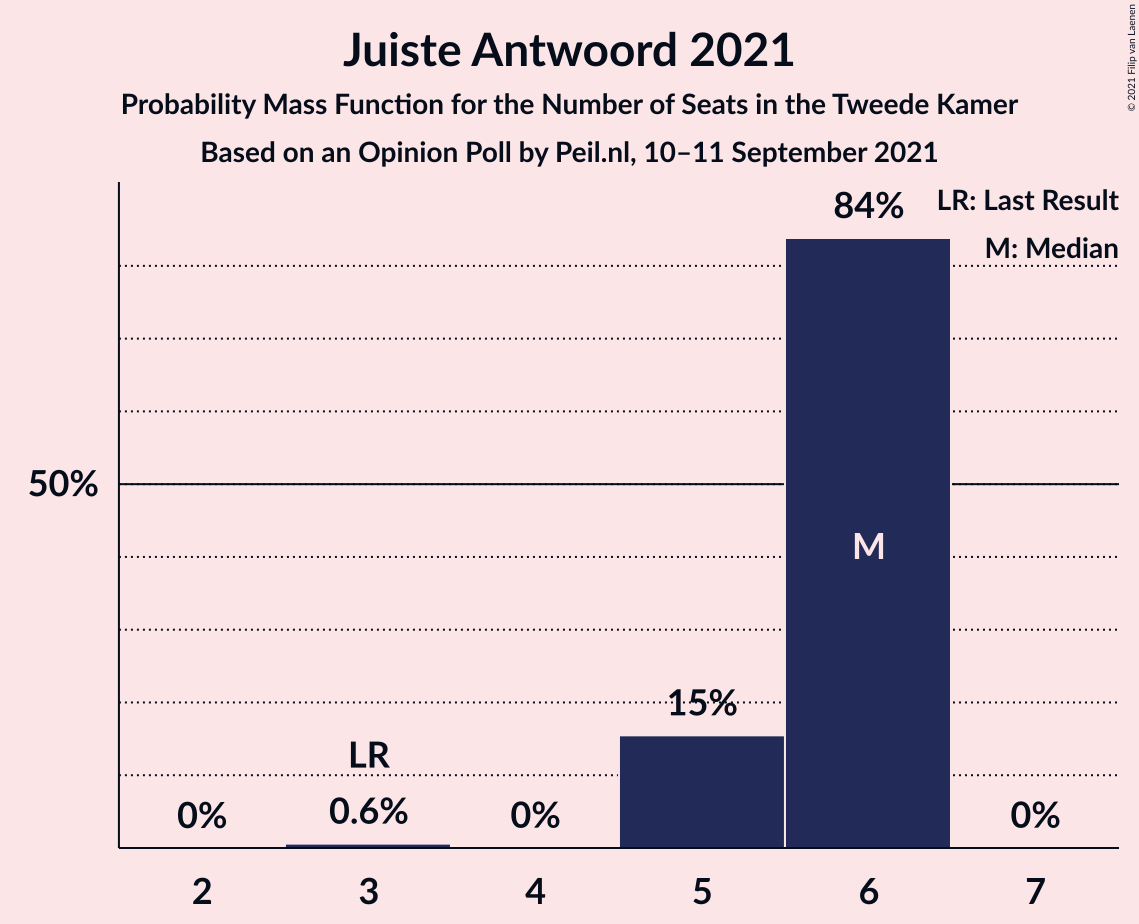 Juiste Antwoord 2021
Probability Mass Function for the Number of Seats in the Tweede Kamer
Based on an Opinion Poll by Peil.nl, 10–11 September 2021
© 2021 Filip van Laenen
LR: Last Result
M: Median
84%
50%
M
15%
LR
0% 0.6% 0% 0%
2 3 4 5 6 7